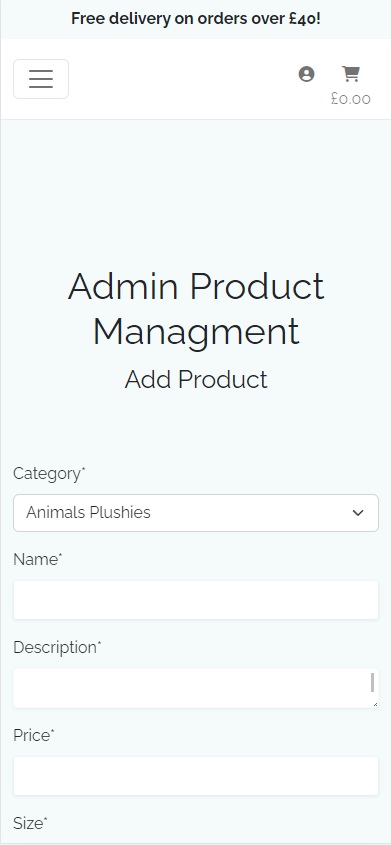 Free delivery on orders over £40!
£0.00
Admin Product
Managment
Add Product
Category*
Animals Plushies
Name*
Description*
Price*
Size*